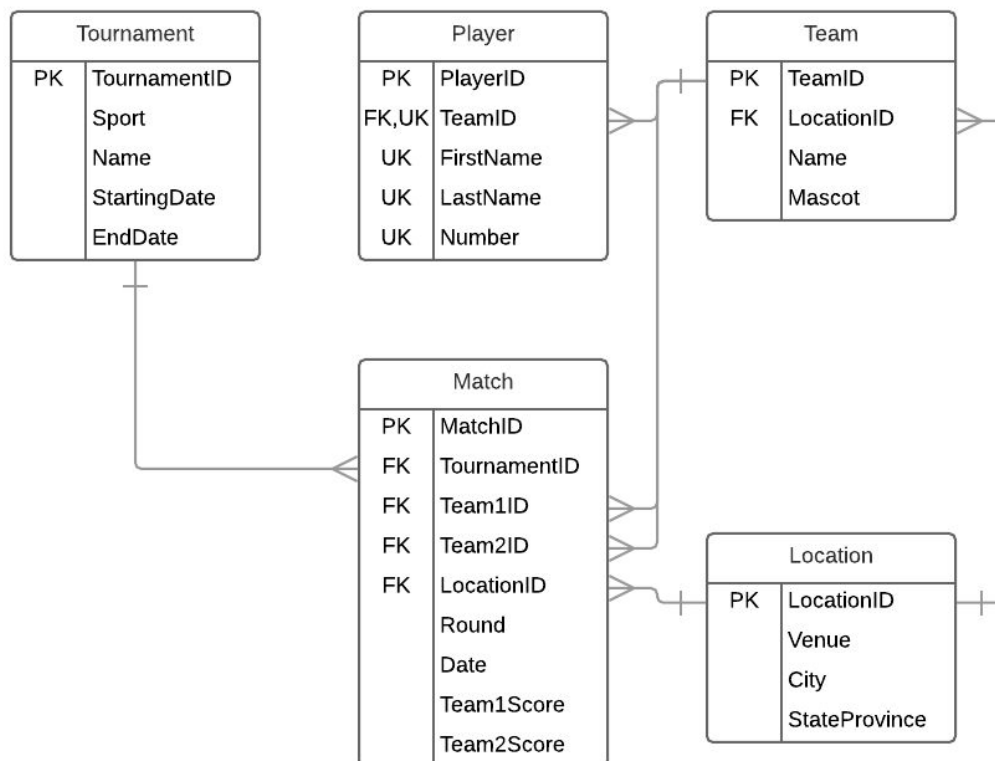 Tournament
PK TournamentID
Sport
Name
StartingDate
EndDate
Player
PK PlayerID
FK,UK TeamID
UK FirstName
UK LastName
UK Number
Team
PK TeamID
FK LocationID
Name
Mascot
Match
PK MatchID
FK TournamentID
FK Team1ID
FK Team2ID
FK LocationID
Round
Date
Team1Score
Team2Score
Location
PK LocationID
Venue
City
StateProvince